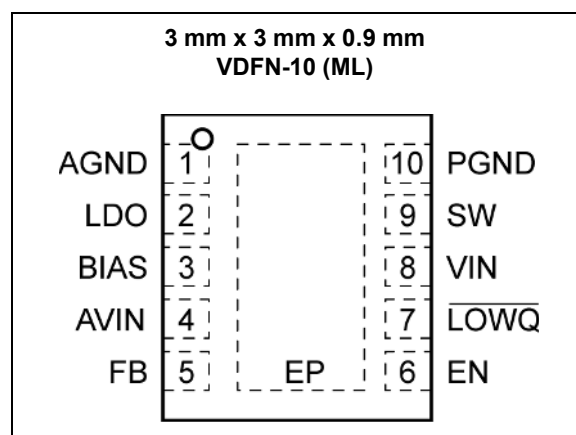 3 mm x 3 mm x 0.9 mm
VDFN-10 (ML)
AGND 1 10 PGND
LDO 2 9 SW
BIAS 3 8 VIN
AVIN 4 7 LOWQ
FB 5 EP 6 EN